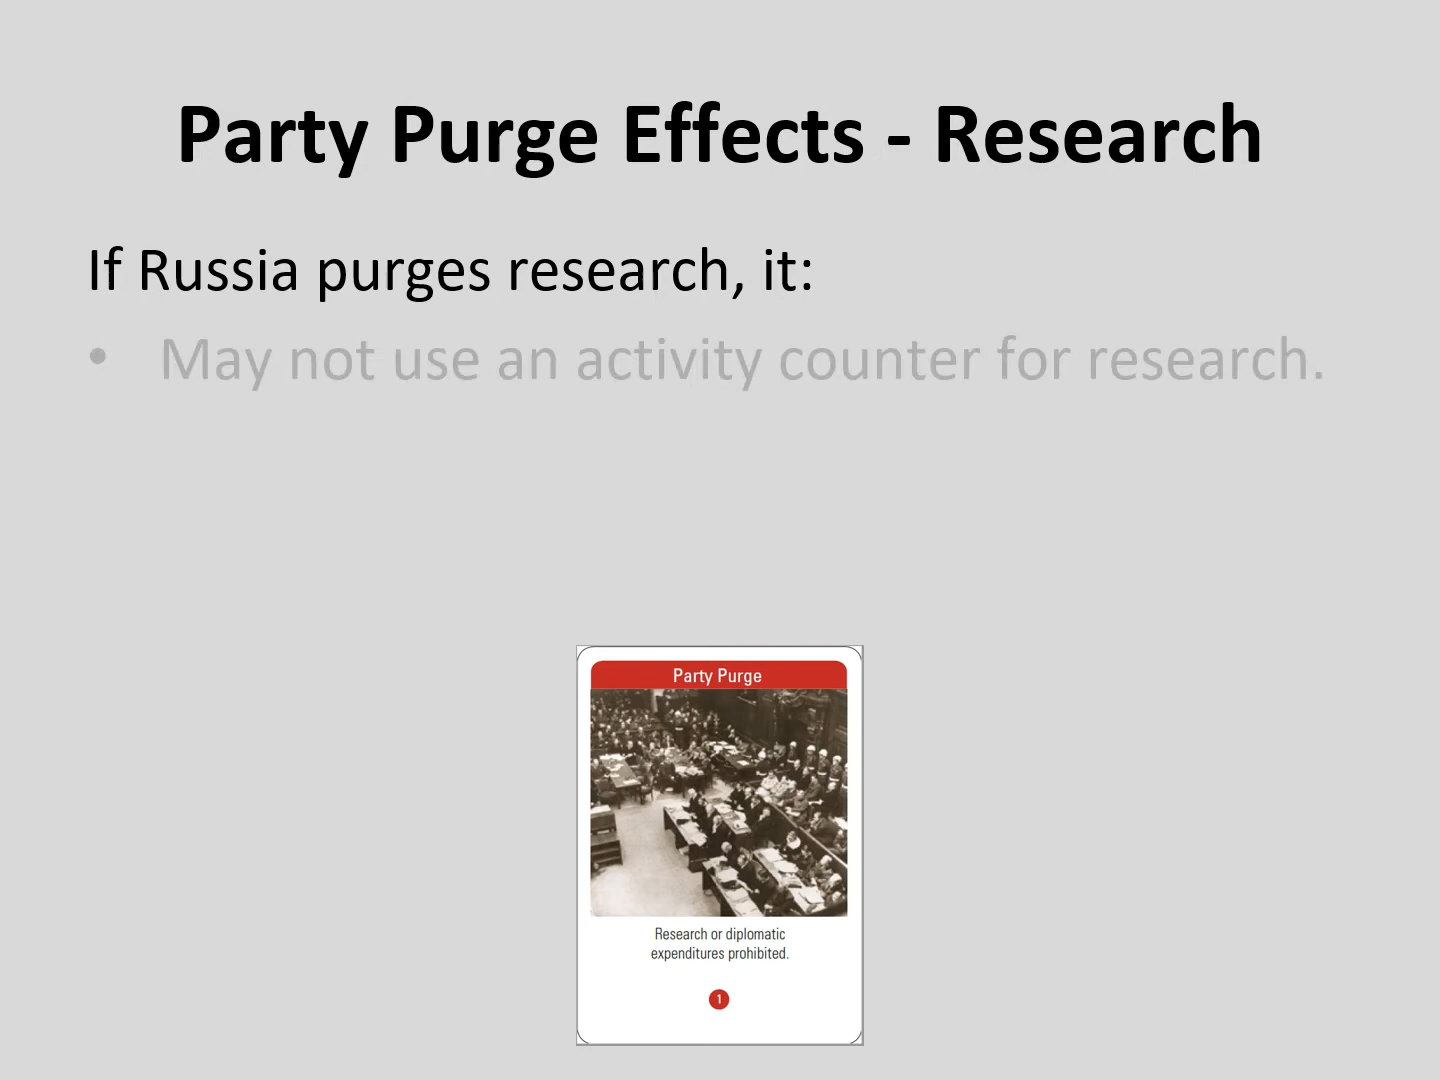 Party Purge Effects - Research
If Russia purges research, it:
• May not use an activity counter for research.
Party Purge
Research or diplomatic
expenditures prohibited.
1